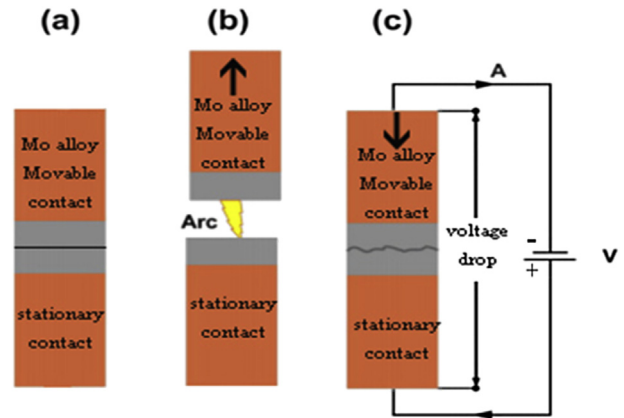 (a)
Mo alloy
Movable
contact
stationary
contact
(b)
Mo alloy
Movable
contact
Arc
stationary
contact
(c)
A
Mo alloy
Movable
contact
voltage
drop
-
+
V
stationary
contact